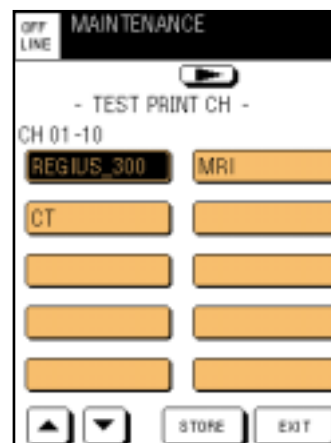 OFF LINE
MAINTENANCE
- TEST PRINT CH -
CH 01-10
REGIUS_300 MRI
CT
STORE EXIT